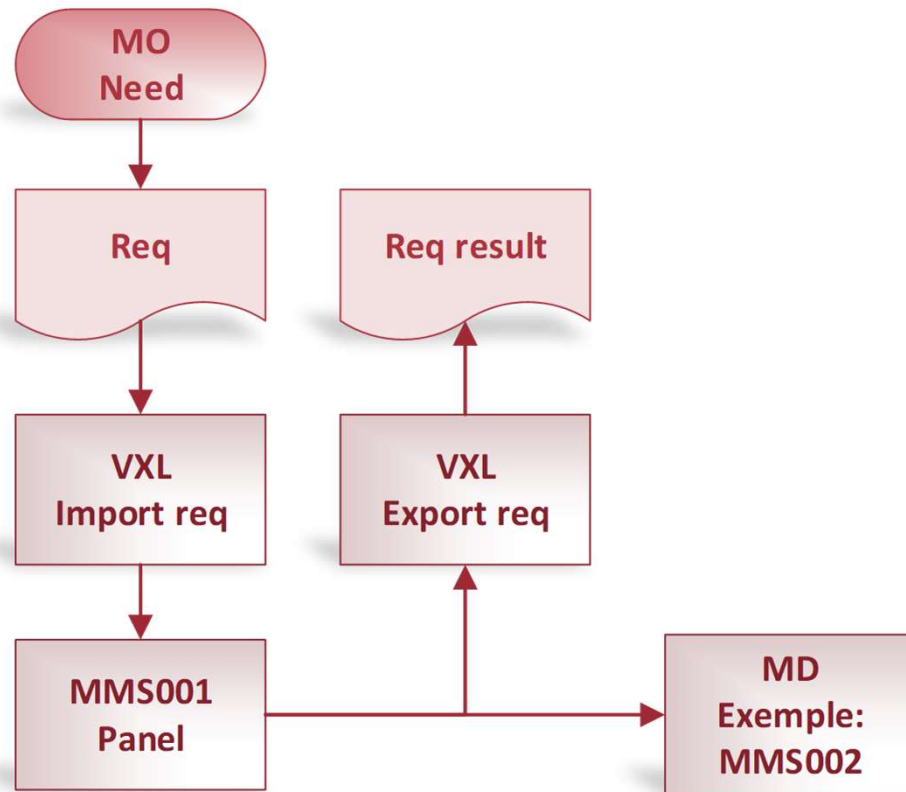 MO
Need
Req
Req result
VXL
Import req
VXL
Export req
MMS001
Panel
MD
Exemple:
MMS002